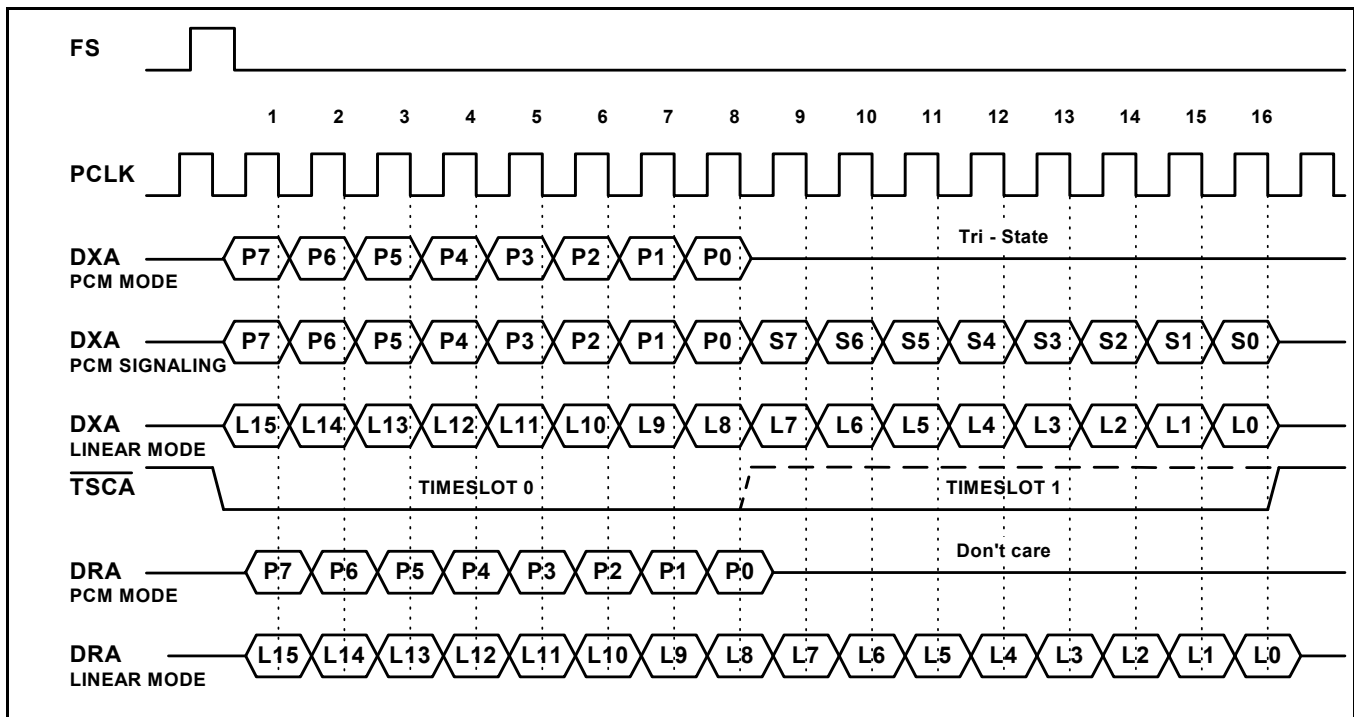 FS
1 2 3 4 5 6 7 8 9 10 11 12 13 14 15 16
PCLK
Tri - State
DXA P7 P6 P5 P4 P3 P2 P1 P0
PCM MODE
DXA P7 P6 P5 P4 P3 P2 P1 P0 S7 S6 S5 S4 S3 S2 S1 S0
PCM SIGNALING
DXA L15 L14 L13 L12 L11 L10 L9 L8 L7 L6 L5 L4 L3 L2 L1 L0
LINEAR MODE
TSCA TIMESLOT 0 TIMESLOT 1
Don't care
DRA P7 P6 P5 P4 P3 P2 P1 P0
PCM MODE
DRA L15 L14 L13 L12 L11 L10 L9 L8 L7 L6 L5 L4 L3 L2 L1 L0
LINEAR MODE